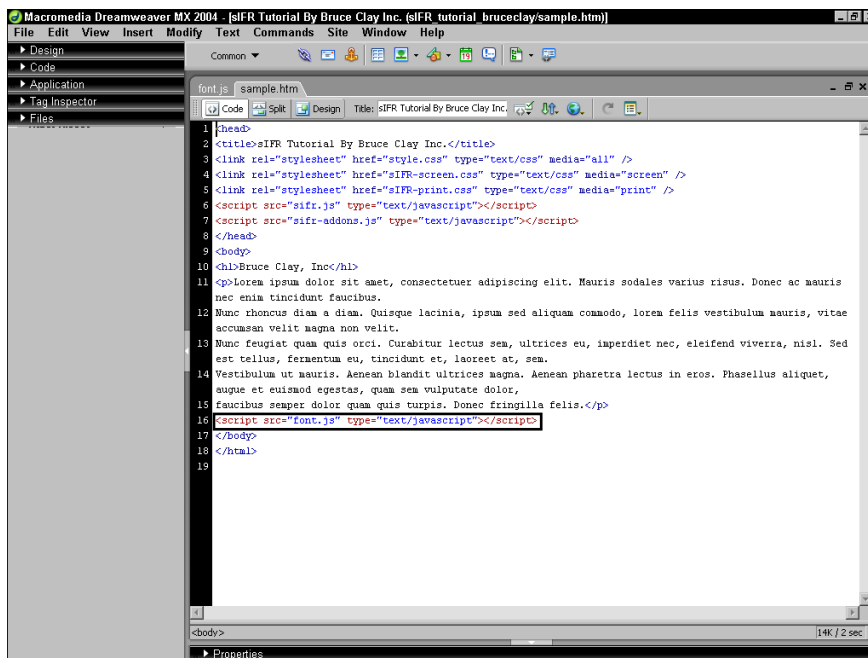 Macromedia Dreamweaver MX 2004 - [sIFR Tutorial By Bruce Clay Inc. (sIFR_tutorial_bruceclay/sample.htm)]
File Edit View Insert Modify Text Commands Site Window Help
Design
Code
Application
Tag Inspector
Files
Common
font.js sample.htm
Code Split Design Title: sIFR Tutorial By Bruce Clay Inc.
1 <head>
2 <title>sIFR Tutorial By Bruce Clay Inc.</title>
3 <link rel="stylesheet" href="style.css" type="text/css" media="all" />
4 <link rel="stylesheet" href="sIFR-screen.css" type="text/css" media="screen" />
5 <link rel="stylesheet" href="sIFR-print.css" type="text/css" media="print" />
6 <script src="sifr.js" type="text/javascript"></script>
7 <script src="sifr-addons.js" type="text/javascript"></script>
8 </head>
9 <body>
10 <h1>Bruce Clay, Inc</h1>
11 <p>Lorem ipsum dolor sit amet, consectetuer adipiscing elit. Mauris sodales varius risus. Donec ac mauris
nec enim tincidunt faucibus.
12 Nunc rhoncus diam a diam. Quisque lacinia, ipsum sed aliquam commodo, lorem felis vestibulum mauris, vitae
accumsan velit magna non velit.
13 Nunc feugiat quam quis orci. Curabitur lectus sem, ultrices eu, imperdiet nec, eleifend viverra, nisl. Sed
est tellus, fermentum eu, tincidunt et, laoreet at, sem.
14 Vestibulum ut mauris. Aenean blandit ultrices magna. Aenean pharetra lectus in eros. Phasellus aliquet,
augue et euismod egestas, quam sem vulputate dolor,
15 faucibus semper dolor quam quis turpis. Donec fringilla felis.</p>
16 <script src="font.js" type="text/javascript"></script>
17 </body>
18 </html>
19
<body>
14K / 2 sec
Properties